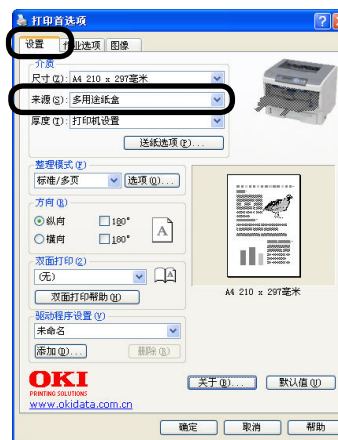 打印首选项
设置 作业选项 图像
介质
尺寸(Z): A4 210 x 297毫米
来源(S): 多用途纸盒
厚度(T): 打印机设置
送纸选项(P)...
整理模式(F)
标准/多页 选项(O)...
方向(R)
纵向 180°
横向 180°
A
双面打印(2)
(无)
双面打印帮助(H)
A4 210 x 297毫米
驱动程序设置(V)
未命名
添加(D)... 删除(E)
OKI
PRINTING SOLUTIONS
www.okidata.com.cn
关于(B)... 默认值(U)
确定 取消 帮助